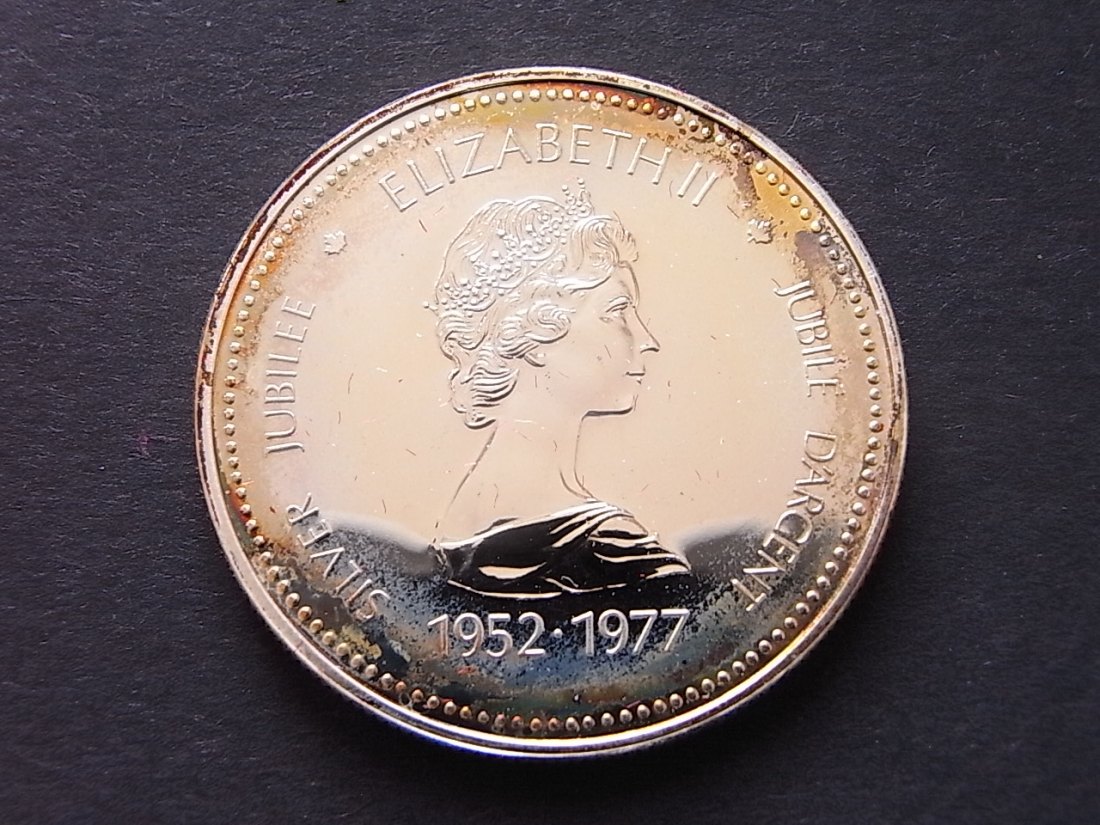 ELIZABETH II
SILVER JUBILEE
JUBILÉ D'ARGENT
1952·1977